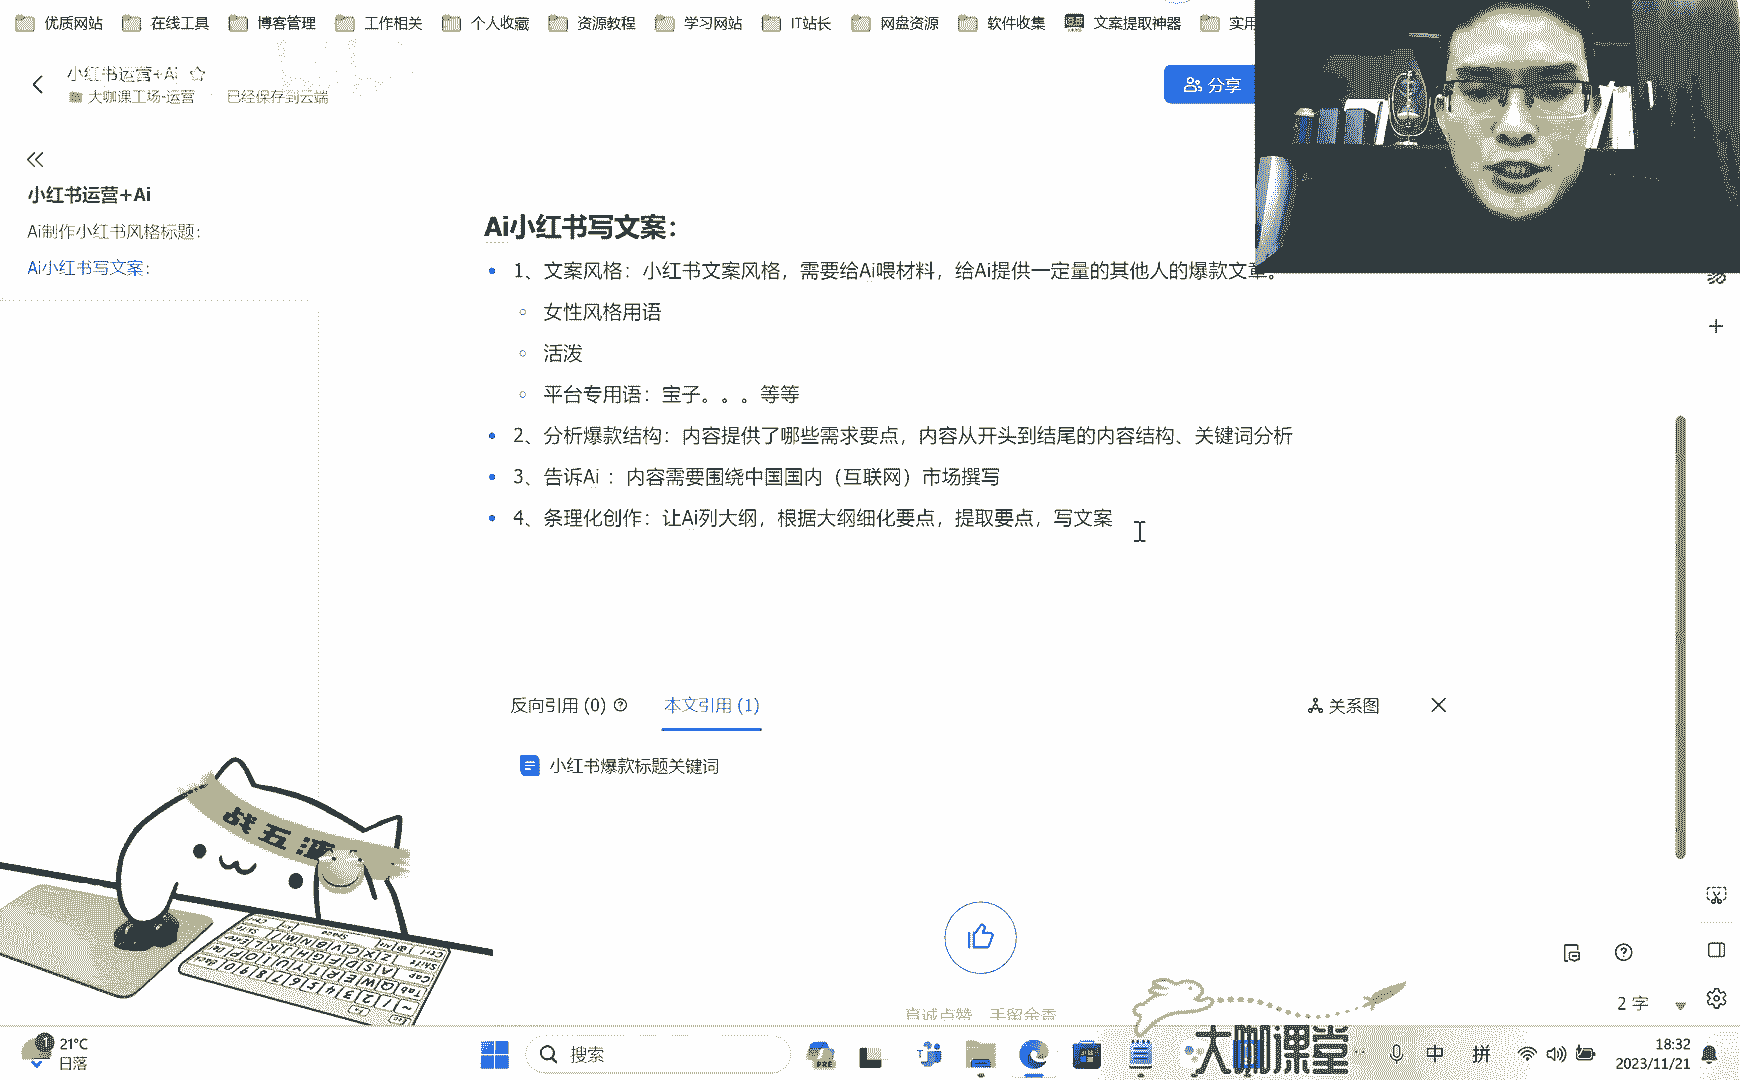 优质网站 在线工具 博客管理 工作相关 个人收藏 资源教程 学习网站 IT站长 网盘资源 软件收集 文案提取神器 实用
小红书运营+Ai
大咖课工场-运营 已经保存到云端
分享
小红书运营+Ai
Ai制作小红书风格标题：
Ai小红书写文案：
Ai小红书写文案：
1、文案风格：小红书文案风格，需要给Ai喂材料，给Ai提供一定量的其他人的爆款文章。
女性风格用语
活泼
平台专用语：宝子。。。等等
2、分析爆款结构：内容提供了哪些需求要点，内容从开头到结尾的内容结构、关键词分析
3、告诉Ai ：内容需要围绕中国国内（互联网）市场撰写
4、条理化创作：让Ai列大纲，根据大纲细化要点，提取要点，写文案
反向引用 (0) 本文引用 (1) 关系图
小红书爆款标题关键词
战五渣
真诚点赞，手留余香
2 字
大咖课堂
21°C
日落
搜索
PRE
中 拼
18:32
2023/11/21